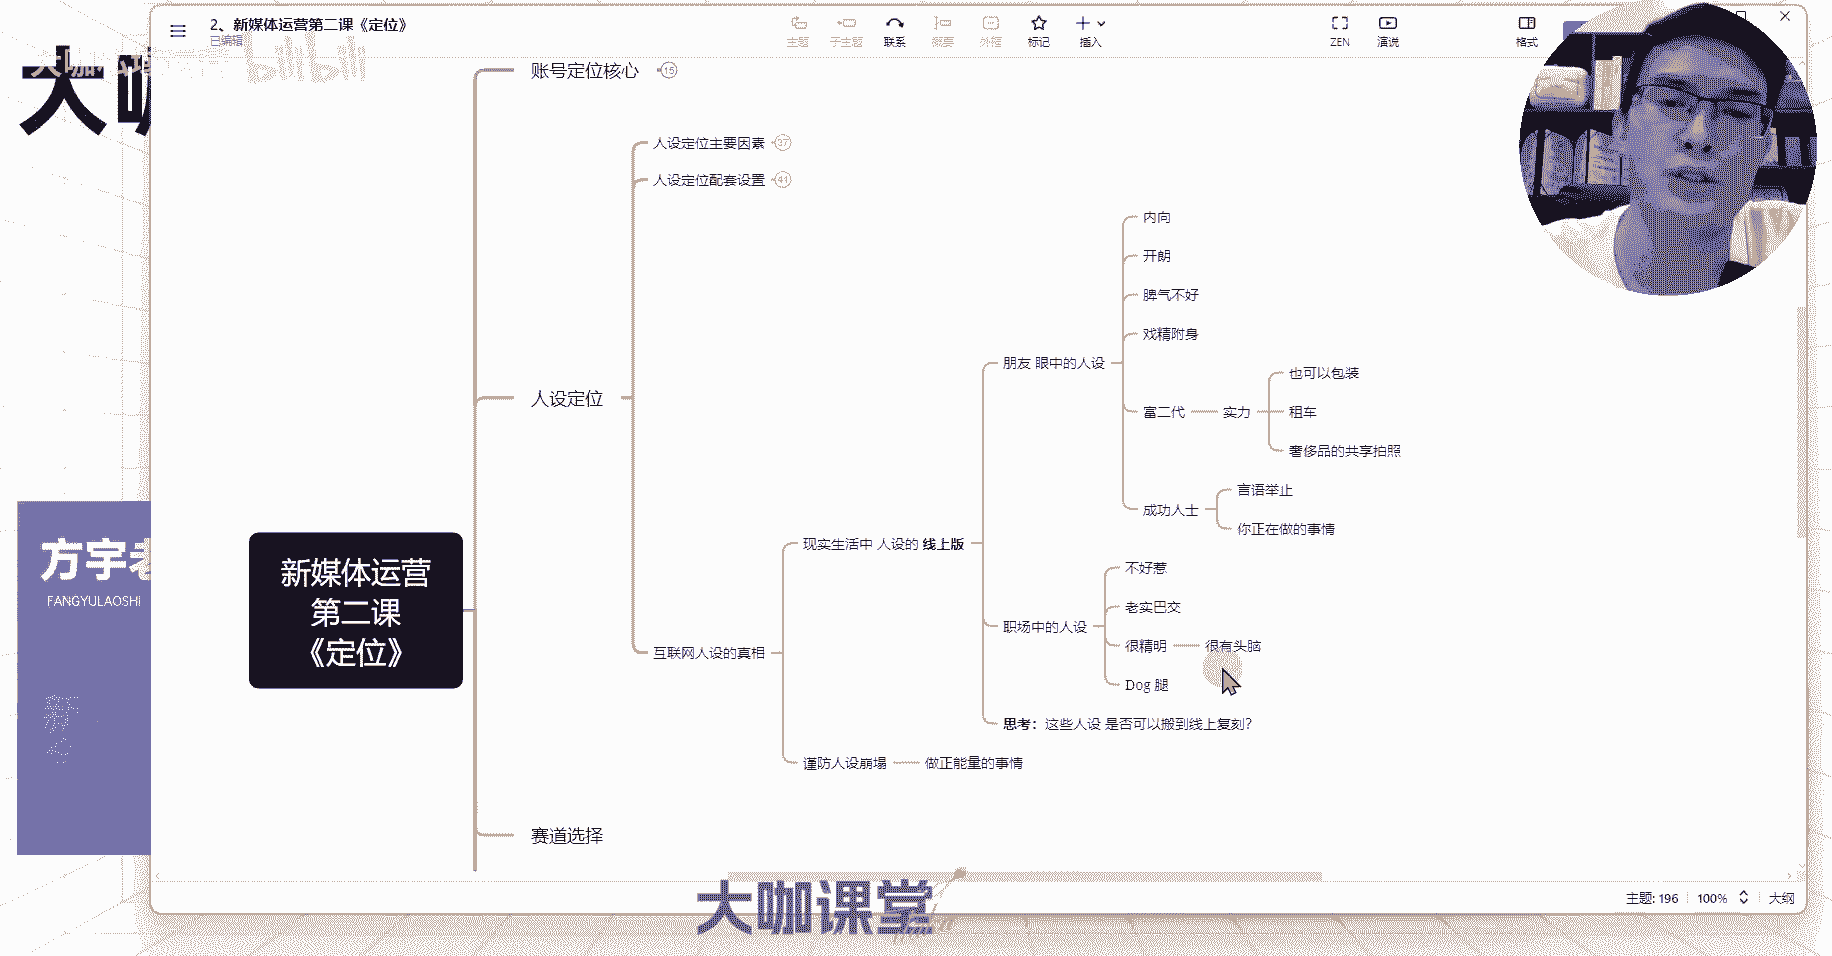 2、新媒体运营第二课《定位》
已编辑
主题
子主题
联系
概要
外框
标记
插入
ZEN
演说
格式
bilibili
大咖
账号定位核心
15
人设定位主要因素
37
人设定位配套设置
44
内向
开朗
脾气不好
戏精附身
朋友 眼中的人设
也可以包装
人设定位
富二代
实力
租车
奢侈品的共享拍照
言语举止
成功人士
你正在做的事情
方宇老
FANGYULAOSHI
现实生活中 人设的 线上版
不好惹
新媒体运营
第二课
《定位》
老实巴交
职场中的人设
很精明
很有头脑
互联网人设的真相
Dog 腿
思考：这些人设 是否可以搬到线上复刻？
谨防人设崩塌
做正能量的事情
赛道选择
大咖课堂
主题: 196
100%
大纲